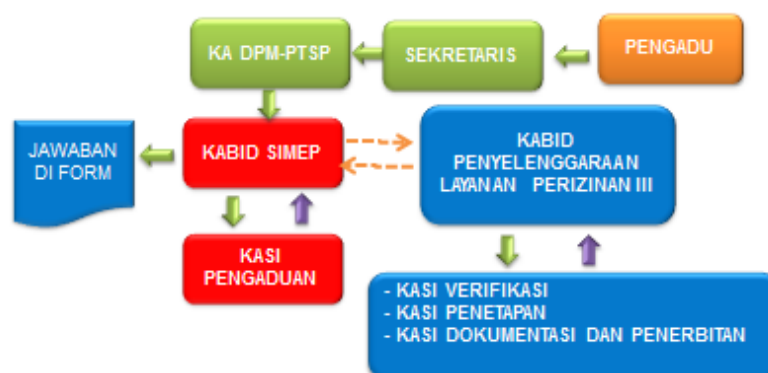 KA DPM-PTSP
SEKRETARIS
PENGADU
JAWABAN
DI FORM
KABID SIMEP
KABID
PENYELENGGARAAN
LAYANAN PERIZINAN III
KASI
PENGADUAN
- KASI VERIFIKASI
- KASI PENETAPAN
- KASI DOKUMENTASI DAN PENERBITAN